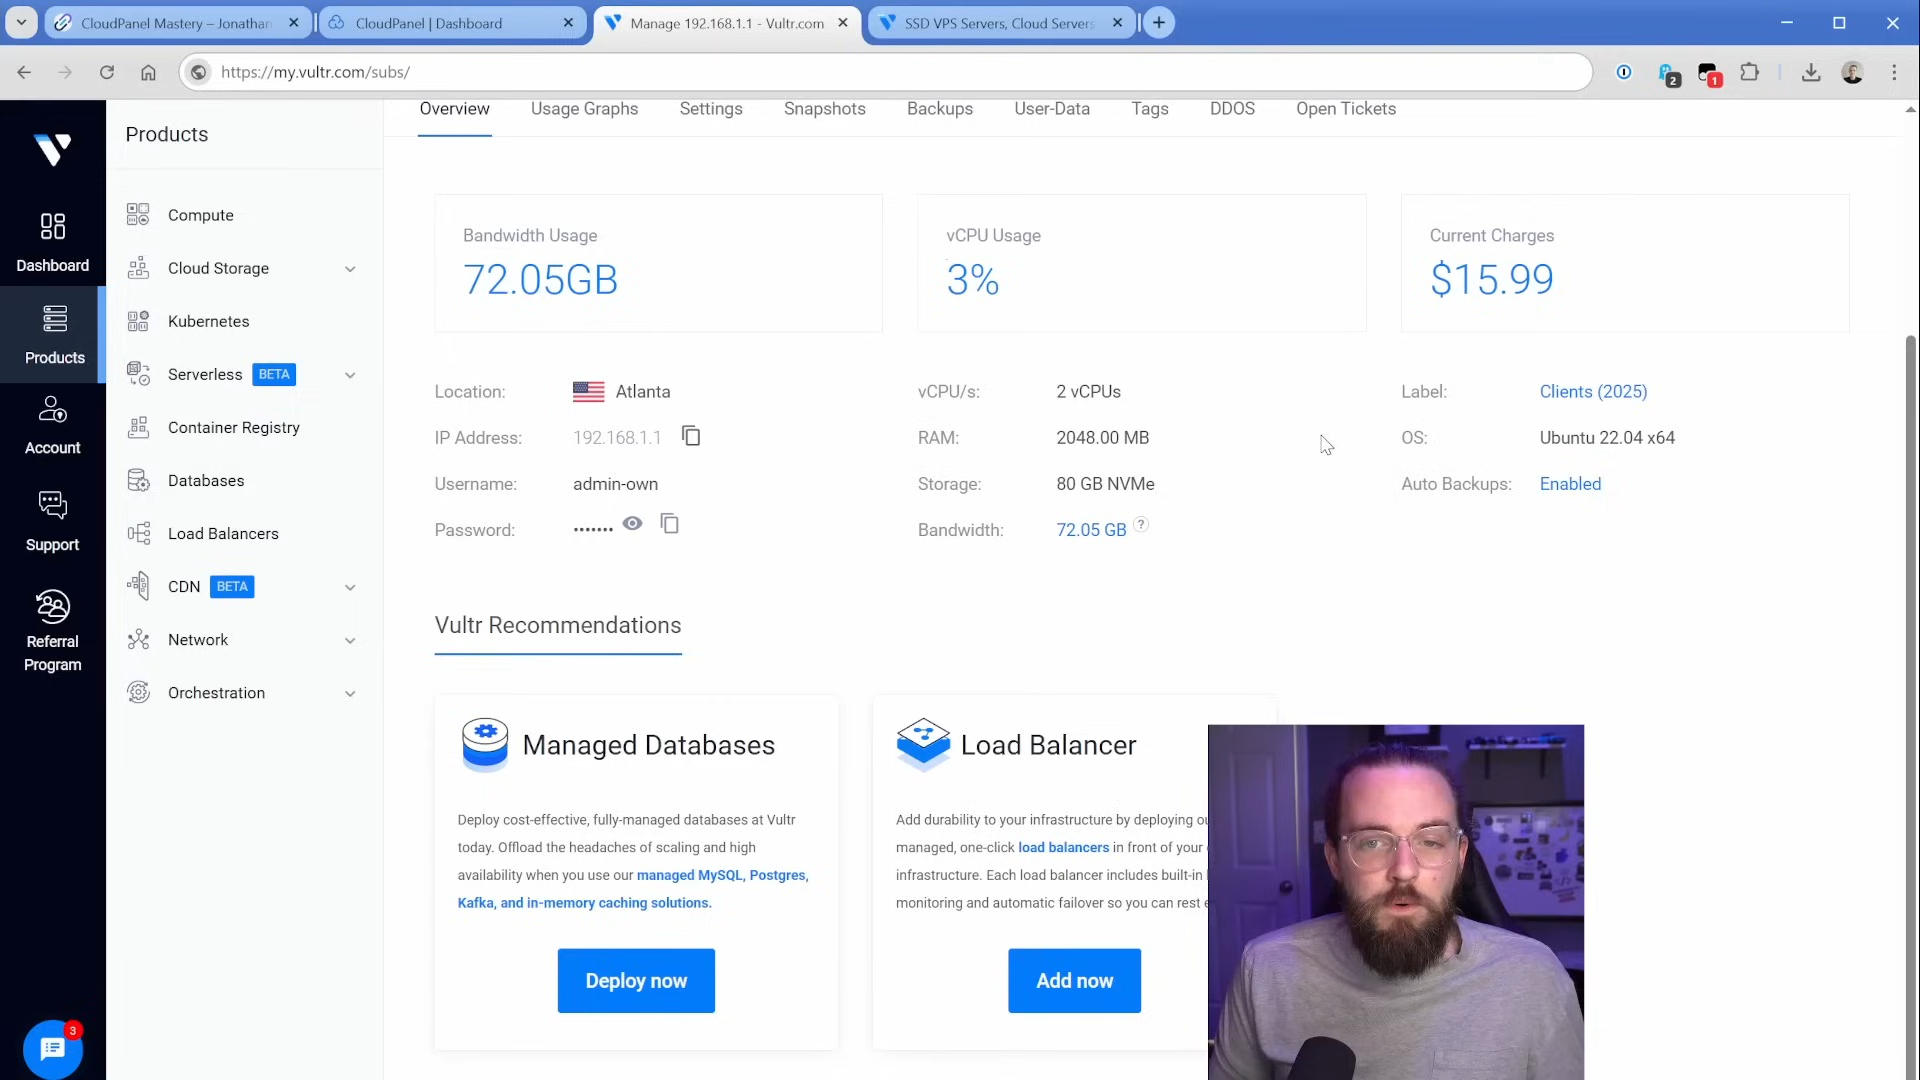 CloudPanel Mastery – Jonathan
CloudPanel | Dashboard
Manage 192.168.1.1 - Vultr.com
SSD VPS Servers, Cloud Servers
https://my.vultr.com/subs/
2
1
Dashboard
Products
Account
Support
Referral
Program
3
Products
Compute
Cloud Storage
Kubernetes
Serverless BETA
Container Registry
Databases
Load Balancers
CDN BETA
Network
Orchestration
Overview
Usage Graphs
Settings
Snapshots
Backups
User-Data
Tags
DDOS
Open Tickets
Bandwidth Usage
72.05GB
vCPU Usage
3%
Current Charges
$15.99
Location: Atlanta
IP Address: 192.168.1.1
Username: admin-own
Password: •••••••
vCPU/s: 2 vCPUs
RAM: 2048.00 MB
Storage: 80 GB NVMe
Bandwidth: 72.05 GB ?
Label: Clients (2025)
OS: Ubuntu 22.04 x64
Auto Backups: Enabled
Vultr Recommendations
Managed Databases
Deploy cost-effective, fully-managed databases at Vultr
today. Offload the headaches of scaling and high
availability when you use our managed MySQL, Postgres,
Kafka, and in-memory caching solutions.
Deploy now
Load Balancer
Add durability to your infrastructure by deploying
managed, one-click load balancers in front of your
infrastructure. Each load balancer includes built-in
monitoring and automatic failover so you can rest
Add now